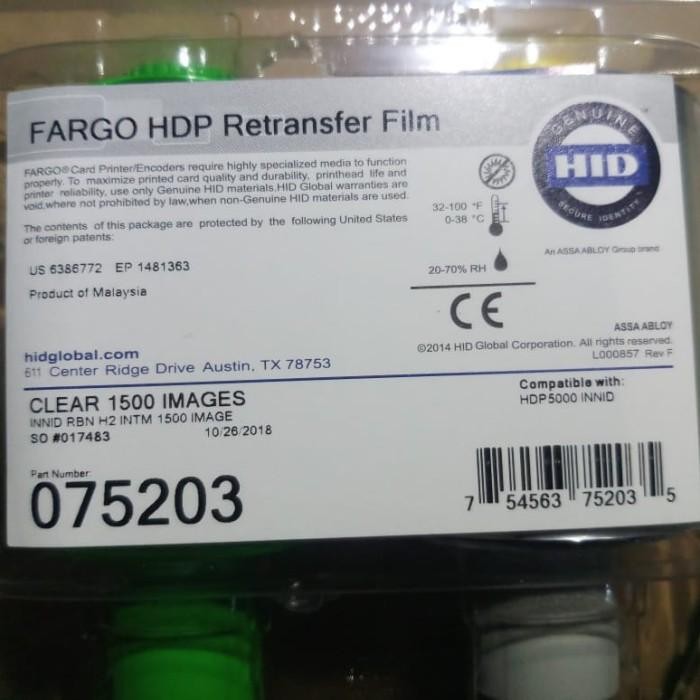 FARGO HDP Retransfer Film
FARGO® Card Printer/Encoders require highly specialized media to function
properly. To maximize printed card quality and durability, printhead life and
printer reliability, use only Genuine HID materials.HID Global warranties are
void,where not prohibited by law,when non-Genuine HID materials are used.
The contents of this package are protected by the following United States
or foreign patents:
US 6386772 EP 1481363
Product of Malaysia
32-100 °F
0-38 °C
20-70% RH
CE
GENUINE
HID
SECURE IDENTITY
™
An ASSA ABLOY Group brand
ASSA ABLOY
©2014 HID Global Corporation. All rights reserved.
L000857 Rev F
hidglobal.com
611 Center Ridge Drive Austin, TX 78753
CLEAR 1500 IMAGES
INNID RBN H2 INTM 1500 IMAGE
SO #017483 10/26/2018
Compatible with:
HDP5000 INNID
Part Number:
075203
7 54563 75203 5